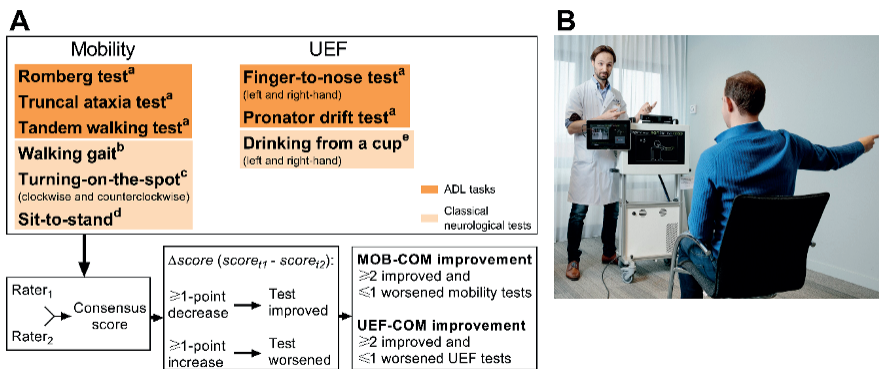 A
Mobility
Romberg testᵃ
Truncal ataxia testᵃ
Tandem walking testᵃ
Walking gaitᵇ
Turning-on-the-spotᶜ
(clockwise and counterclockwise)
Sit-to-standᵈ
UEF
Finger-to-nose testᵃ
(left and right-hand)
Pronator drift testᵃ
Drinking from a cupᵉ
(left and right-hand)
ADL tasks
Classical
neurological tests
Rater₁
Rater₂
Consensus
score
Δscore (scoreₜ₁ - scoreₜ₂):
⩾1-point
decrease
Test
improved
⩾1-point
increase
Test
worsened
MOB-COM improvement
⩾2 improved and
⩽1 worsened mobility tests
UEF-COM improvement
⩾2 improved and
⩽1 worsened UEF tests
B